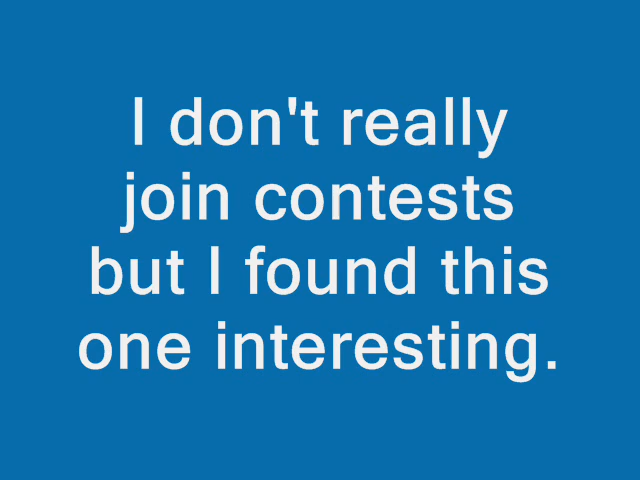 I don't really
join contests
but I found this
one interesting.